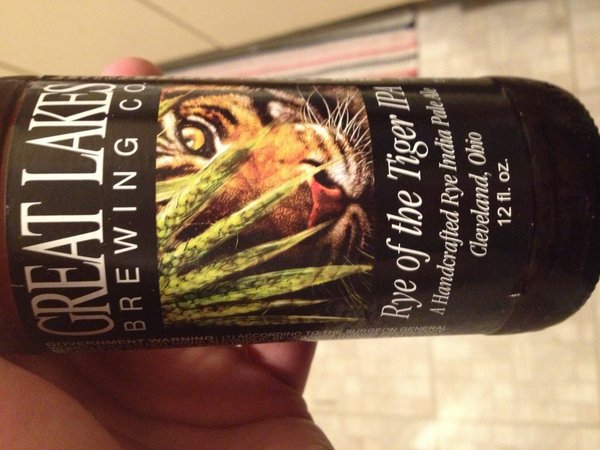 GREAT LAKES
BREWING CO
Rye of the Tiger IPA
A Handcrafted Rye India Pale Ale
Cleveland, Ohio
12 fl. oz.
GOVERNMENT WARNING: (1) ACCORDING TO THE SURGEON GENERAL